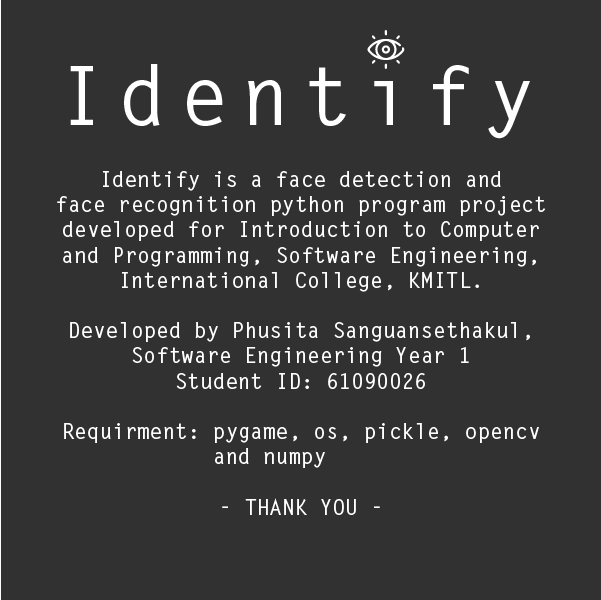 Identify
Identify is a face detection and
face recognition python program project
developed for Introduction to Computer
and Programming, Software Engineering,
International College, KMITL.
Developed by Phusita Sanguansethakul,
Software Engineering Year 1
Student ID: 61090026
Requirment: pygame, os, pickle, opencv
and numpy
- THANK YOU -